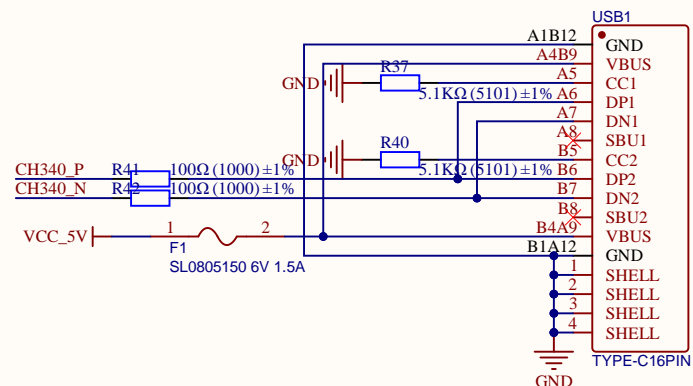 USB1
A1B12 GND
A4B9 VBUS
R37 A5 CC1
GND
5.1KΩ (5101) ±1% A6 DP1
A7 DN1
A8 SBU1
R40 B5 CC2
GND
CH340_P R41 100Ω (1000) ±1% 5.1KΩ (5101) ±1% B6 DP2
CH340_N R42 100Ω (1000) ±1% B7 DN2
B8 SBU2
VCC_5V 1 2 B4A9 VBUS
F1 B1A12 GND
SL0805150 6V 1.5A 1 SHELL
2 SHELL
3 SHELL
4 SHELL
TYPE-C16PIN
GND